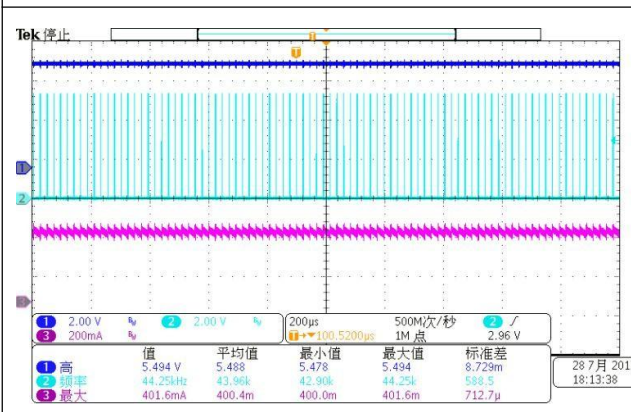 Tek 停止
T
T
1
2
3
1 2.00 V Bw 2 2.00 V Bw 200µs 500M次/秒 2 ∫
3 200mA Bw T→▼100.5200µs 1M 点 2.96 V
值 平均值 最小值 最大值 标准差
1 高 5.494 V 5.488 5.478 5.494 8.729m
2 频率 44.25kHz 43.96k 42.90k 44.25k 588.5
3 最大 401.6mA 400.4m 400.0m 401.6m 712.7µ
28 7月 201
18:13:38